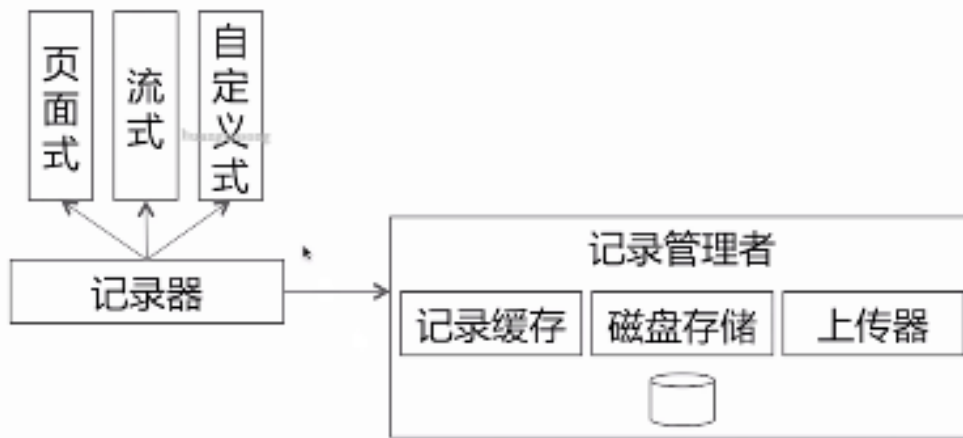 页面式
流式
自定义式
记录器
记录管理者
记录缓存
磁盘存储
上传器